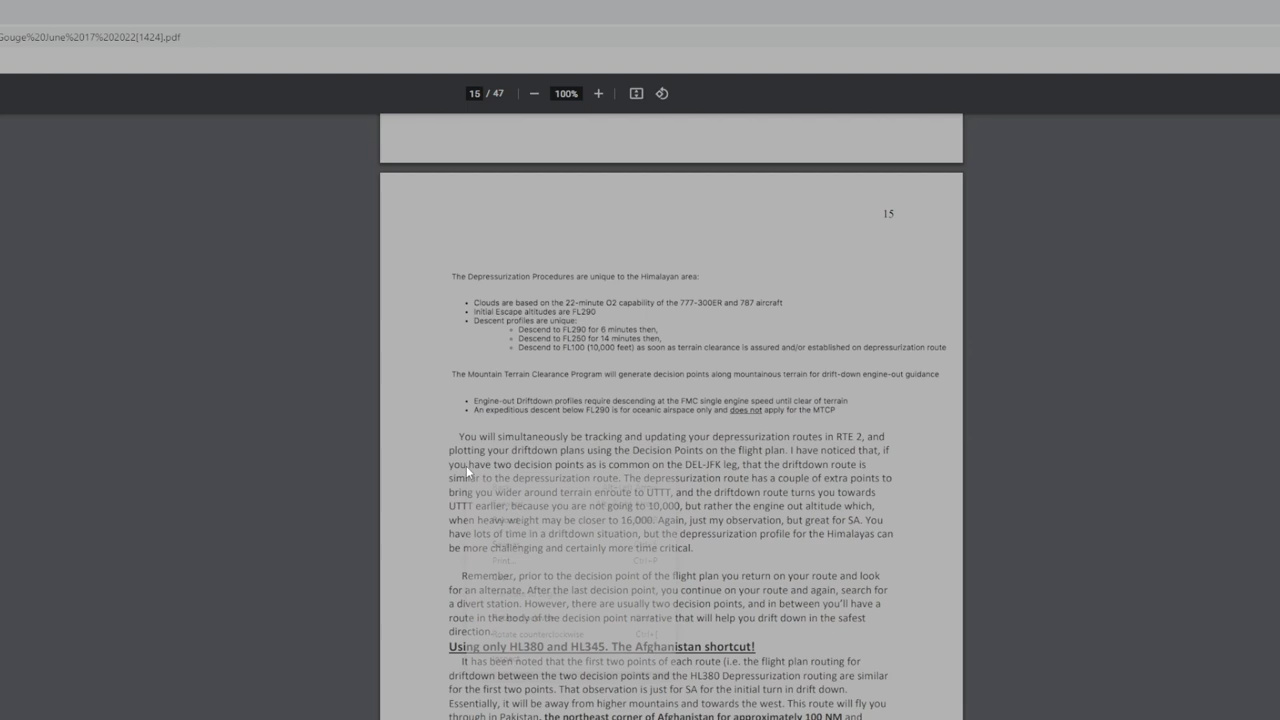 Gouge%20June%2017%202022[1424].pdf
15 / 47 100%
15
The Depressurization Procedures are unique to the Himalayan area:
• Clouds are based on the 22-minute O2 capability of the 777-300ER and 787 aircraft
• Initial Escape altitudes are FL290
• Descent profiles are unique:
Descend to FL290 for 6 minutes then,
Descend to FL250 for 14 minutes then,
Descend to FL100 (10,000 feet) as soon as terrain clearance is assured and/or established on depressurization route
The Mountain Terrain Clearance Program will generate decision points along mountainous terrain for drift-down engine-out guidance
• Engine-out Driftdown profiles require descending at the FMC single engine speed until clear of terrain
• An expeditious descent below FL290 is for oceanic airspace only and does not apply for the MTCP
You will simultaneously be tracking and updating your depressurization routes in RTE 2, and
plotting your driftdown plans using the Decision Points on the flight plan. I have noticed that, if
you have two decision points as is common on the DEL-JFK leg, that the driftdown route is
similar to the depressurization route. The depressurization route has a couple of extra points to
bring you wider around terrain enroute to UTTT, and the driftdown route turns you towards
UTTT earlier, because you are not going to 10,000, but rather the engine out altitude which,
when heavy weight may be closer to 16,000. Again, just my observation, but great for SA. You
have lots of time in a driftdown situation, but the depressurization profile for the Himalayas can
be more challenging and certainly more time critical.
Print... Ctrl+P
Remember, prior to the decision point of the flight plan you return on your route and look
for an alternate. After the last decision point, you continue on your route and again, search for
a divert station. However, there are usually two decision points, and in between you'll have a
route in the body of the decision point narrative that will help you drift down in the safest
direction.
Rotate counterclockwise Ctrl+[
Using only HL380 and HL345. The Afghanistan shortcut!
It has been noted that the first two points of each route (i.e. the flight plan routing for
driftdown between the two decision points and the HL380 Depressurization routing are similar
for the first two points. That observation is just for SA for the initial turn in drift down.
Essentially, it will be away from higher mountains and towards the west. This route will fly you
through Pakistan, the northeast corner of Afghanistan for approximately 100 NM and